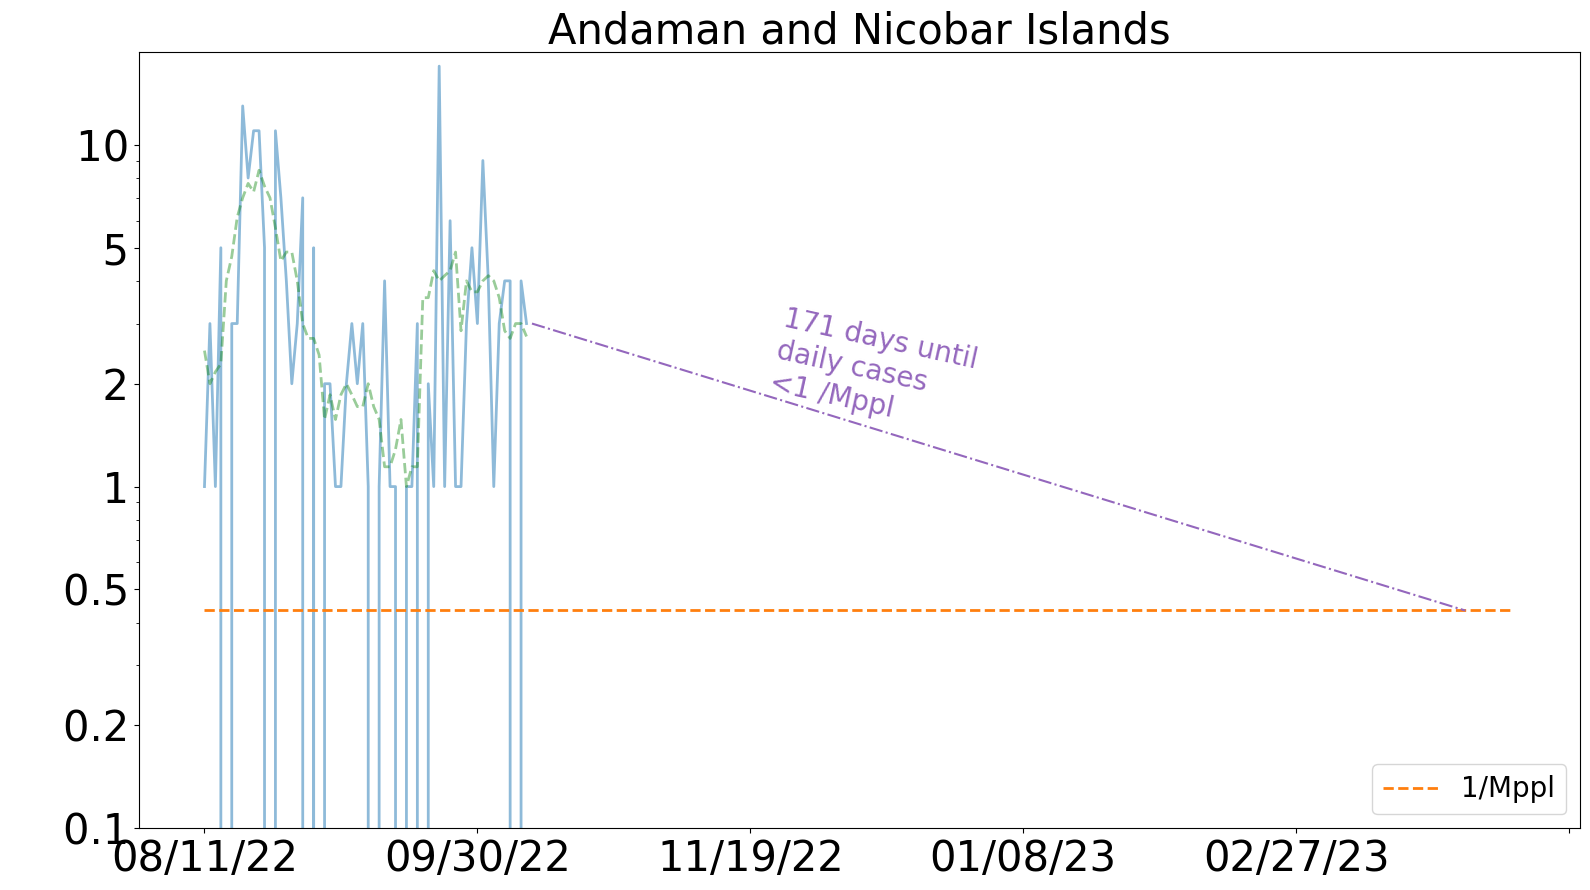 Andaman and Nicobar Islands
10
5
2
1
0.5
0.2
0.1
171 days until
daily cases
<1 /Mppl
1/Mppl
08/11/22 09/30/22 11/19/22 01/08/23 02/27/23